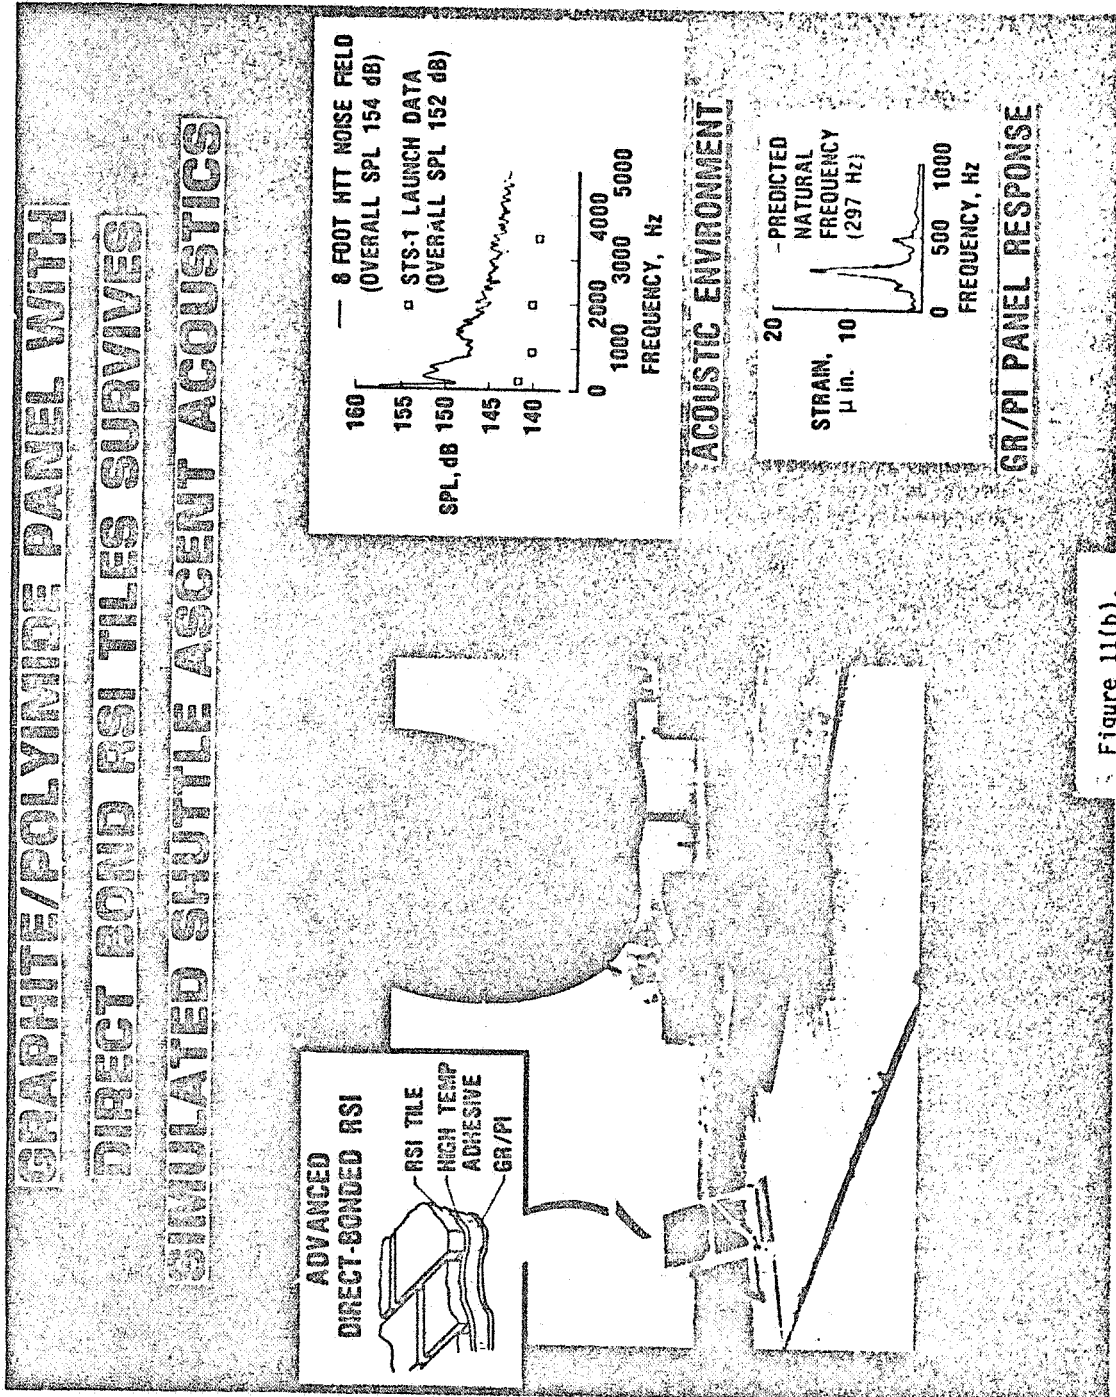 GRAPHITE/POLYIMIDE PANEL WITH
DIRECT BOND RSI TILES SURVIVES
SIMULATED SHUTTLE ASCENT ACOUSTICS
ADVANCED
DIRECT-BONDED RSI
RSI TILE
HIGH TEMP
ADHESIVE
GR/PI
8 FOOT HTT NOISE FIELD
(OVERALL SPL 154 dB)
STS-1 LAUNCH DATA
(OVERALL SPL 152 dB)
160
155
SPL, dB 150
145
140
0 2000 4000
1000 3000 5000
FREQUENCY, Hz
ACOUSTIC ENVIRONMENT
20
STRAIN, 10
μ in.
PREDICTED
NATURAL
FREQUENCY
(297 Hz)
0 500 1000
FREQUENCY, Hz
GR/PI PANEL RESPONSE
Figure 11(b).